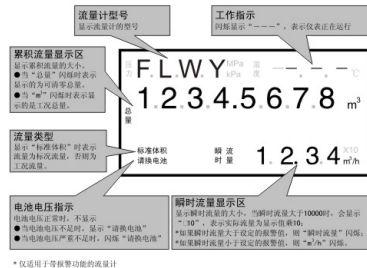 流量计型号
显示流量计的型号
工作指示
闪烁显示“－－－－”，表示仪表正在运行
累积流量显示区
显示累积流量的大小。
●当“总量”闪烁时表示显
示的为可清零总量。
●当“m³”闪烁时表示显
示的是工况总量。
压力
F.L.W.Y
MPa
kPa
温度
－－.－.－
℃
总量
1.2.3.4.5.6.7.8 m³
流量类型
显示“标准体积”时表示
流量为标况流量，否则为
工况流量。
标准体积
请换电池
瞬时
流量
1.2.3.4
X10
m³/h
电池电压指示
电池电压正常时，不显示
●当电池电压不足时，显示“请换电池”
●当电池电压严重不足时，闪烁“请换电池”
瞬时流量显示区
显示瞬时流量的大小，当瞬时流量大于10000时，会显示
，表示实际流量为显示值乘10;
*如果瞬时流量大于设定的报警值，则“瞬时流量”闪烁;
*如果瞬时流量小于设定的报警值，则“m³/h”闪烁。
* 仅适用于带报警功能的流量计